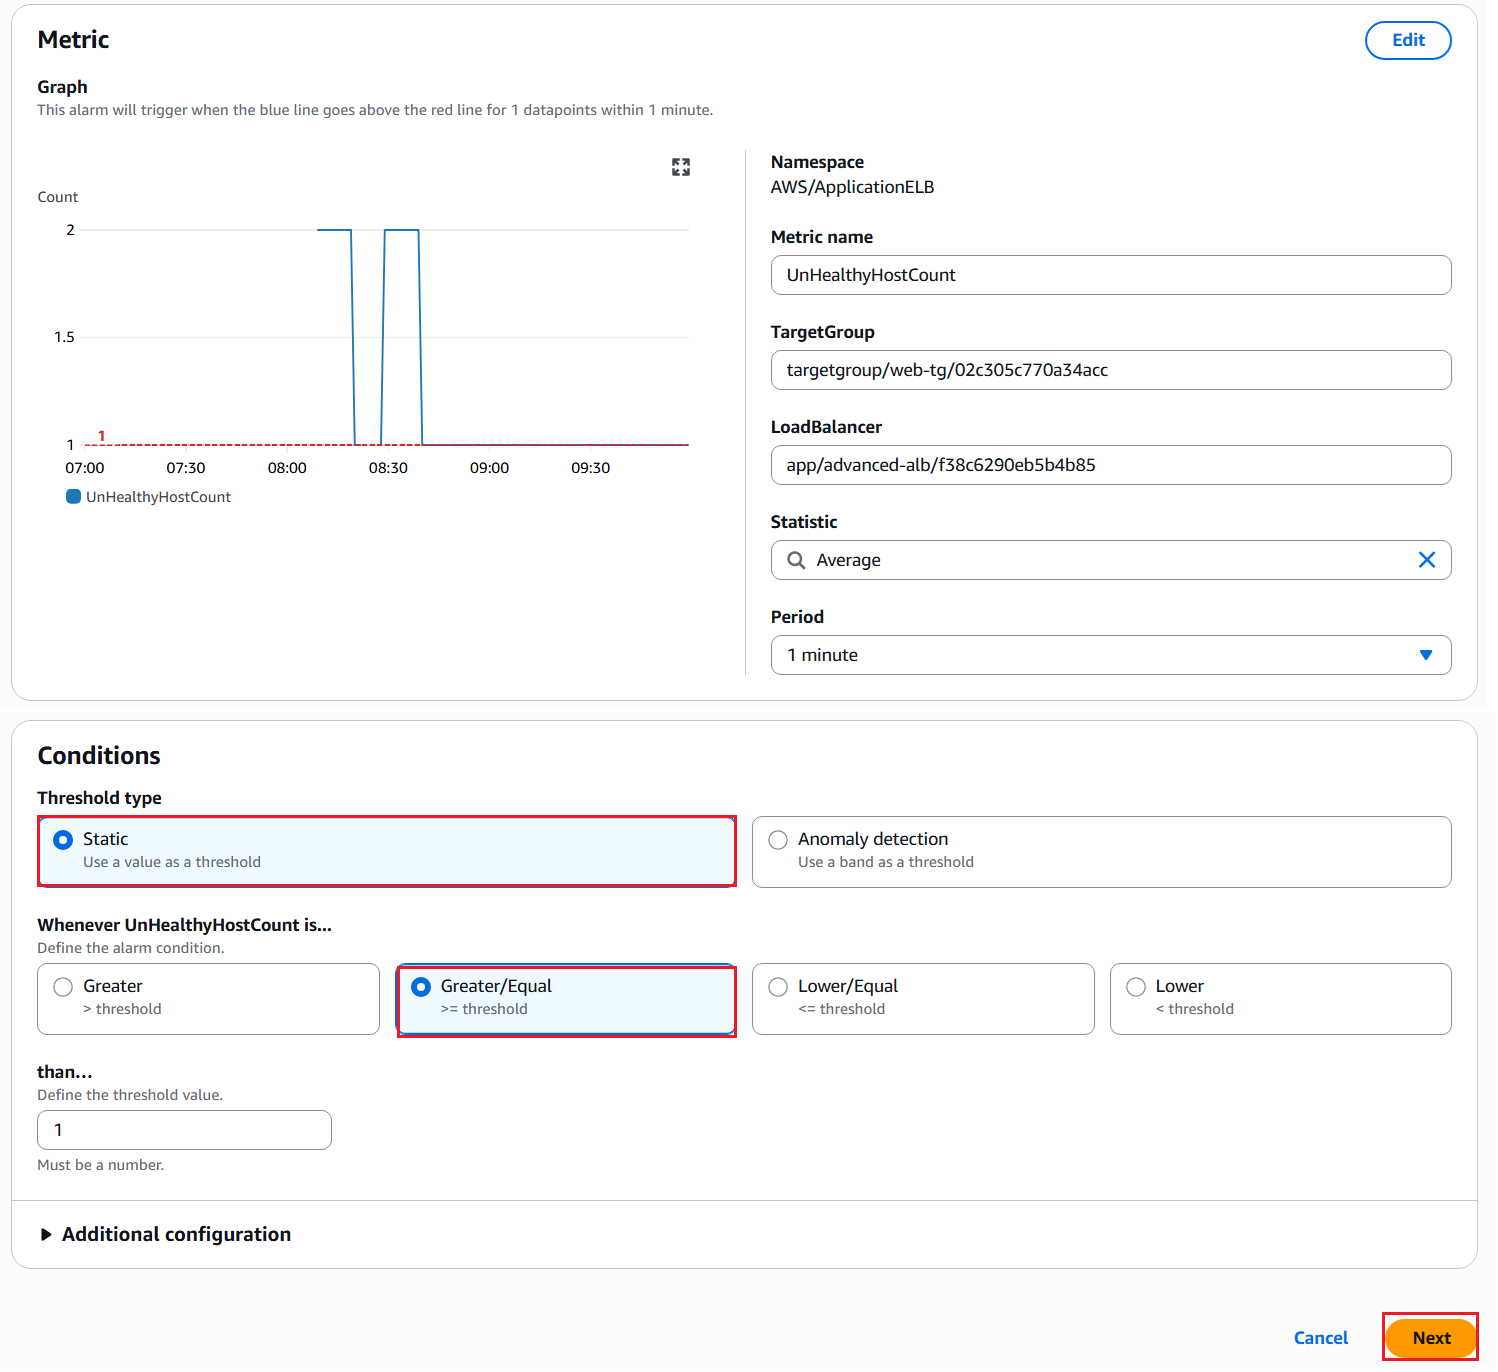 Metric
Edit
Graph
This alarm will trigger when the blue line goes above the red line for 1 datapoints within 1 minute.
Count
2
1.5
1
1
07:00 07:30 08:00 08:30 09:00 09:30
UnHealthyHostCount
Namespace
AWS/ApplicationELB
Metric name
UnHealthyHostCount
TargetGroup
targetgroup/web-tg/02c305c770a34acc
LoadBalancer
app/advanced-alb/f38c6290eb5b4b85
Statistic
Average
Period
1 minute
Conditions
Threshold type
Static
Use a value as a threshold
Anomaly detection
Use a band as a threshold
Whenever UnHealthyHostCount is...
Define the alarm condition.
Greater
> threshold
Greater/Equal
>= threshold
Lower/Equal
<= threshold
Lower
< threshold
than...
Define the threshold value.
1
Must be a number.
Additional configuration
Cancel
Next